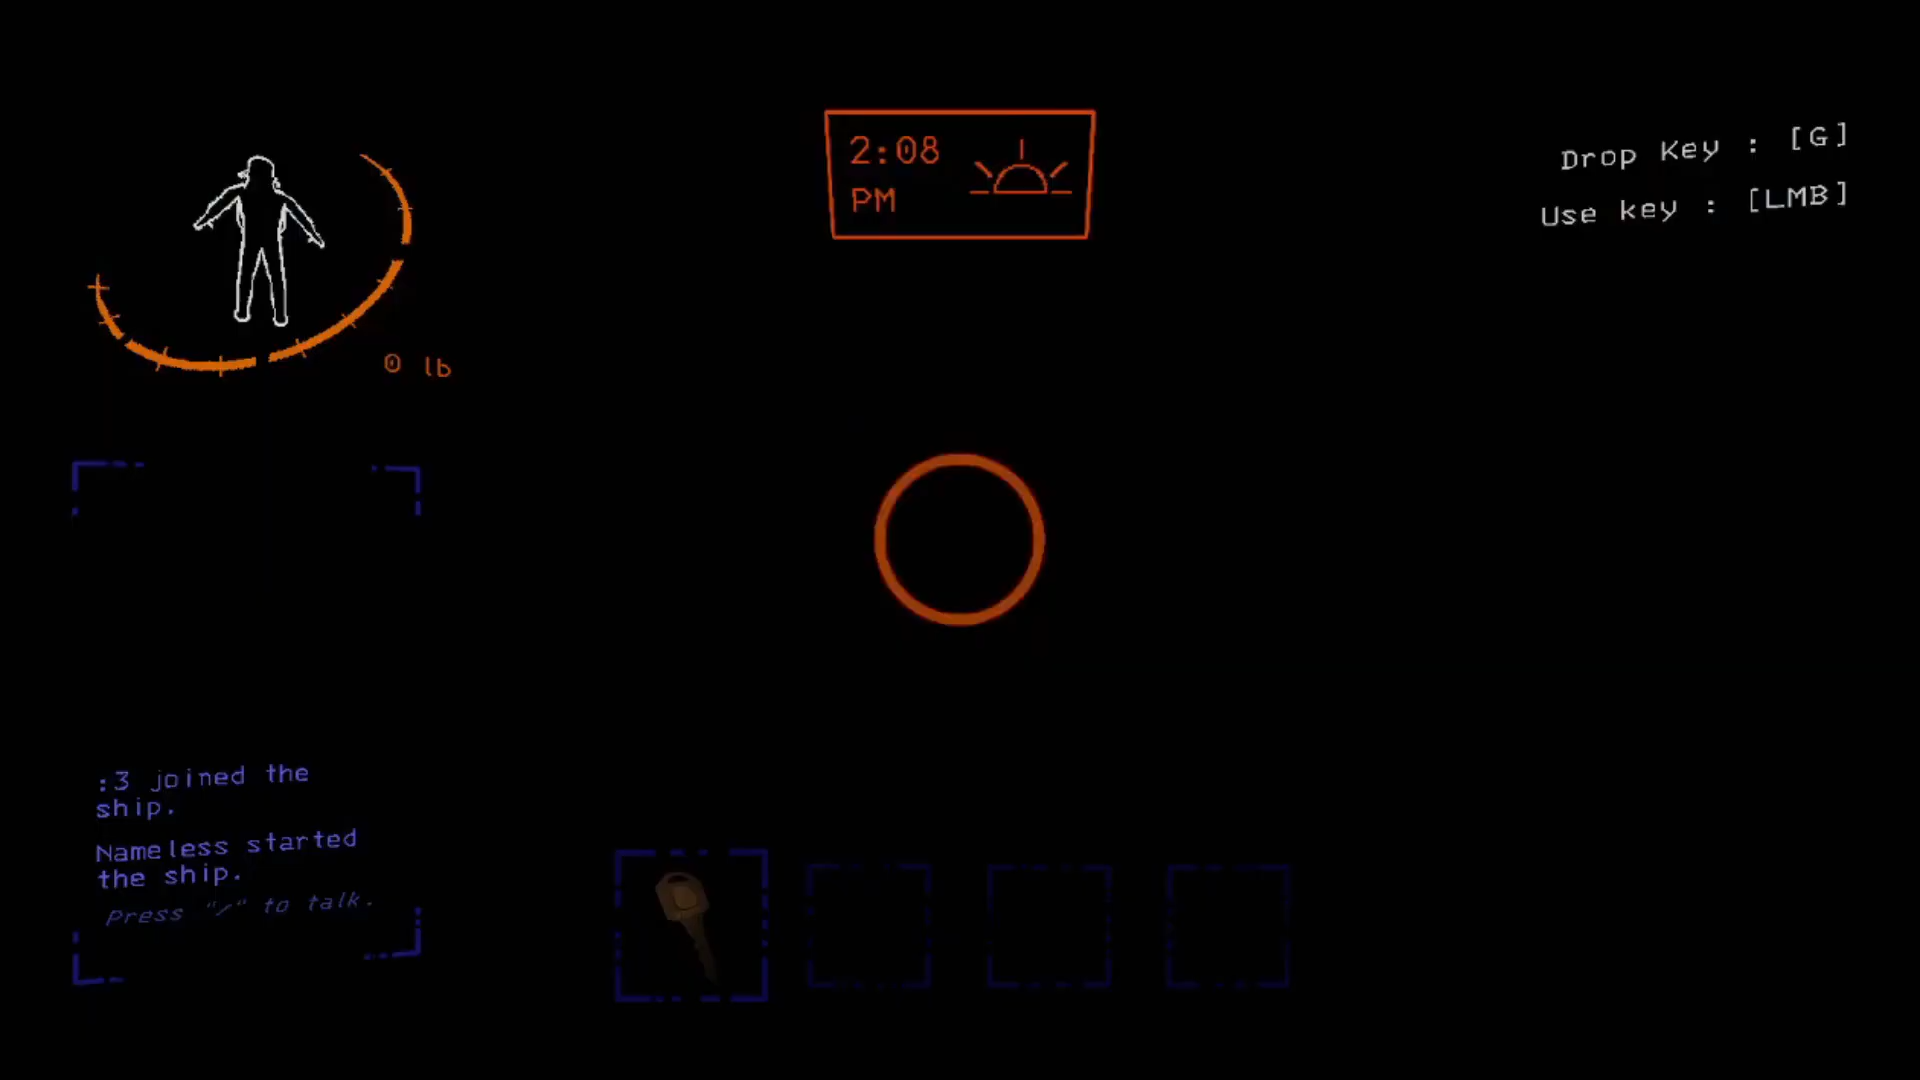 2:08
PM
Drop Key : [G]
Use key : [LMB]
0 lb
:3 joined the
ship.
Nameless started
the ship.
Press "/" to talk.